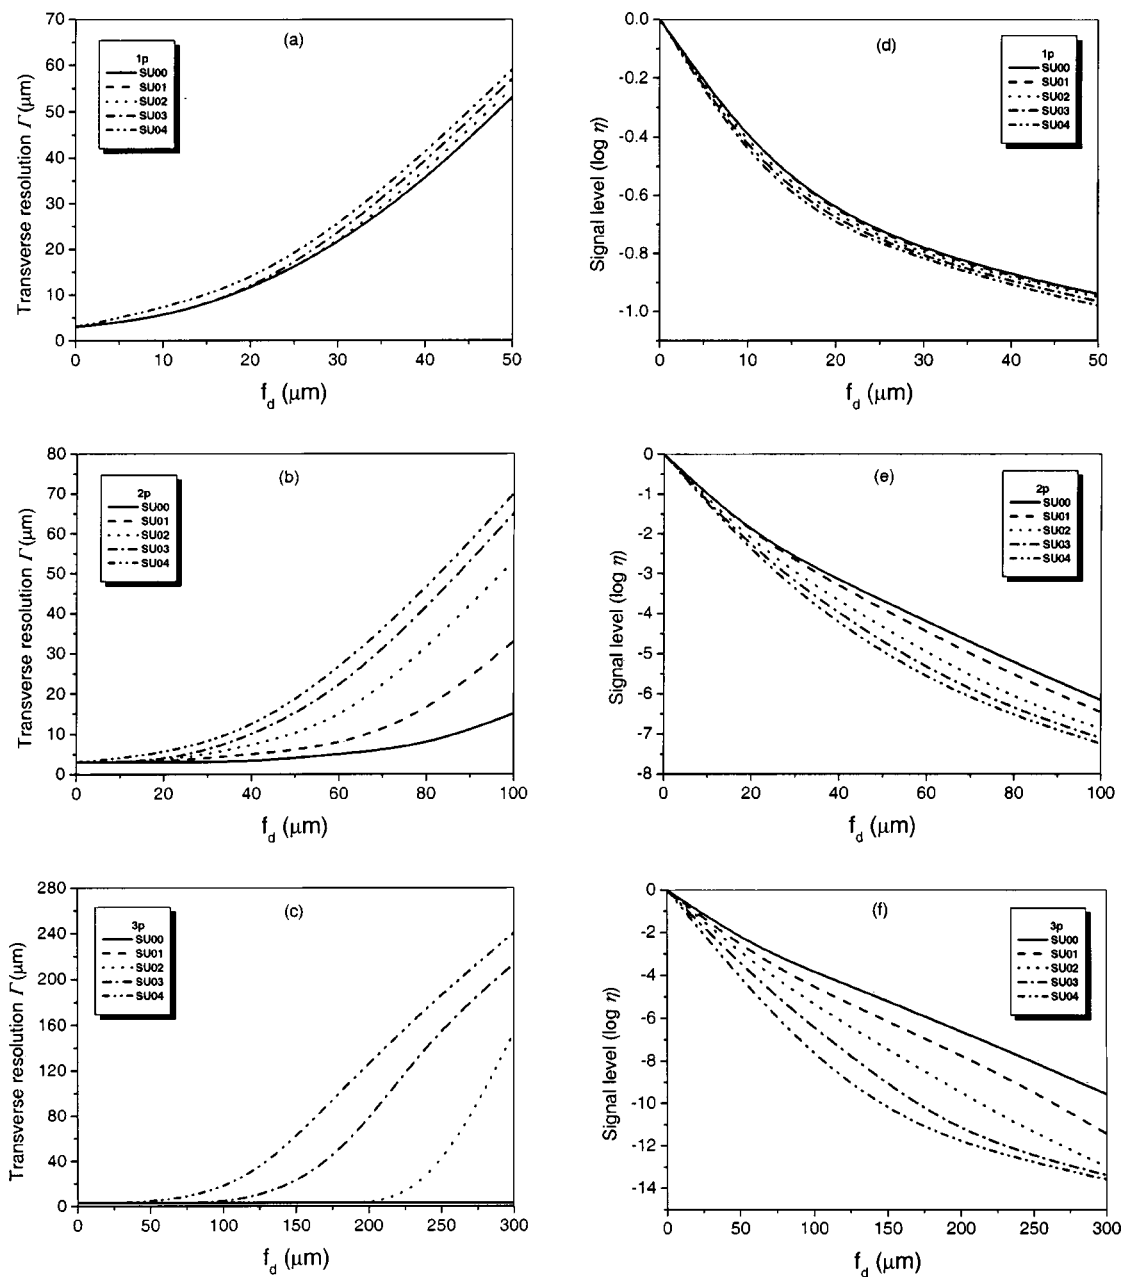 (a)
1p
SU00
SU01
SU02
SU03
SU04
Transverse resolution Γ (μm)
70
60
50
40
30
20
10
0
0 10 20 30 40 50
f_d (μm)
(d)
1p
SU00
SU01
SU02
SU03
SU04
Signal level (log η)
0.0
-0.2
-0.4
-0.6
-0.8
-1.0
0 10 20 30 40 50
f_d (μm)
(b)
2p
SU00
SU01
SU02
SU03
SU04
Transverse resolution Γ (μm)
80
70
60
50
40
30
20
10
0
0 20 40 60 80 100
f_d (μm)
(e)
2p
SU00
SU01
SU02
SU03
SU04
Signal level (log η)
0
-1
-2
-3
-4
-5
-6
-7
-8
0 20 40 60 80 100
f_d (μm)
(c)
3p
SU00
SU01
SU02
SU03
SU04
Transverse resolution Γ (μm)
280
240
200
160
120
80
40
0
0 50 100 150 200 250 300
f_d (μm)
(f)
3p
SU00
SU01
SU02
SU03
SU04
Signal level (log η)
0
-2
-4
-6
-8
-10
-12
-14
0 50 100 150 200 250 300
f_d (μm)